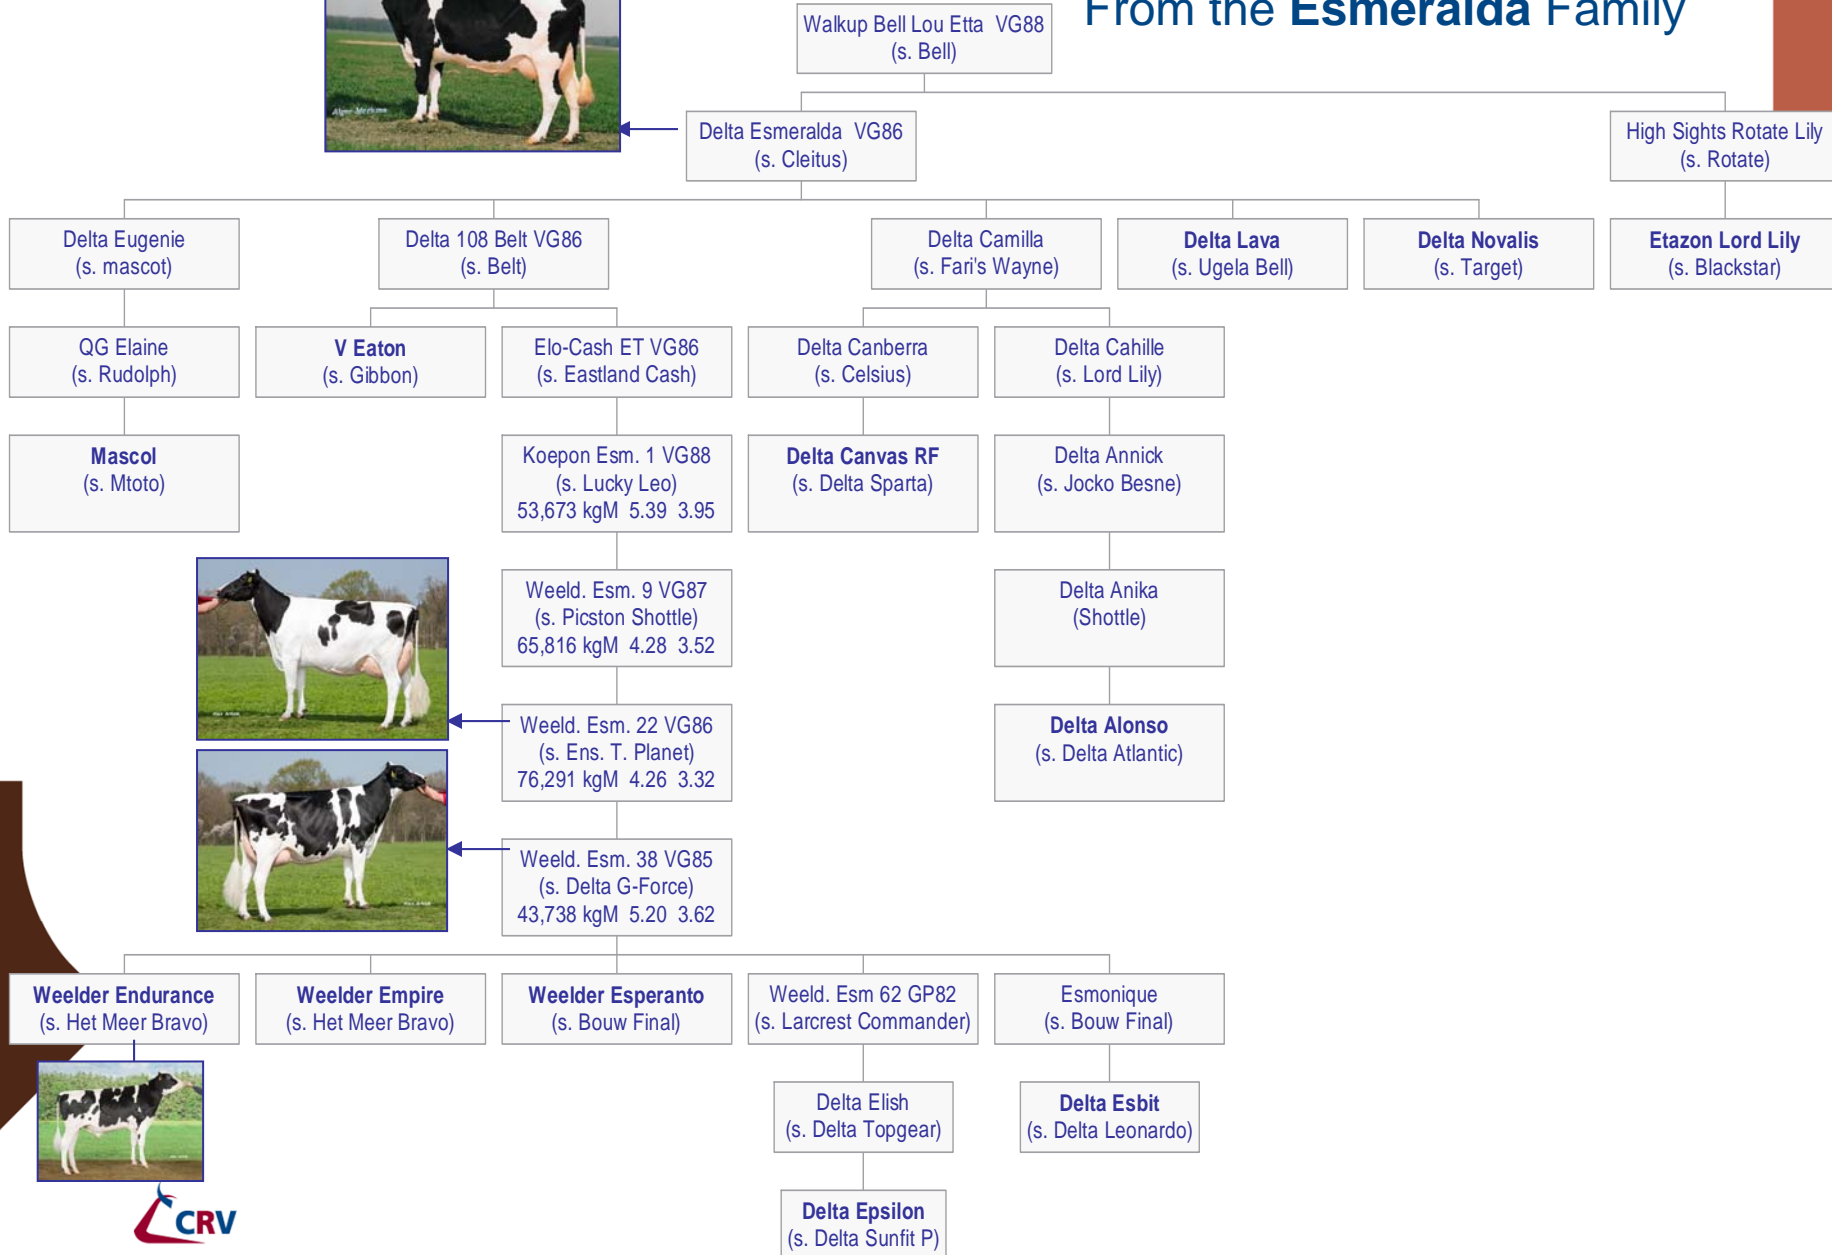 From the Esmeralda Family
Walkup Bell Lou Etta VG88
(s. Bell)
Delta Esmeralda VG86
(s. Cleitus)
High Sights Rotate Lily
(s. Rotate)
Delta Eugenie
(s. mascot)
Delta 108 Belt VG86
(s. Belt)
Delta Camilla
(s. Fari's Wayne)
Delta Lava
(s. Ugela Bell)
Delta Novalis
(s. Target)
Etazon Lord Lily
(s. Blackstar)
QG Elaine
(s. Rudolph)
V Eaton
(s. Gibbon)
Elo-Cash ET VG86
(s. Eastland Cash)
Delta Canberra
(s. Celsius)
Delta Cahille
(s. Lord Lily)
Mascol
(s. Mtoto)
Koepon Esm. 1 VG88
(s. Lucky Leo)
53,673 kgM 5.39 3.95
Delta Canvas RF
(s. Delta Sparta)
Delta Annick
(s. Jocko Besne)
Weeld. Esm. 9 VG87
(s. Picston Shottle)
65,816 kgM 4.28 3.52
Delta Anika
(Shottle)
Weeld. Esm. 22 VG86
(s. Ens. T. Planet)
76,291 kgM 4.26 3.32
Delta Alonso
(s. Delta Atlantic)
Weeld. Esm. 38 VG85
(s. Delta G-Force)
43,738 kgM 5.20 3.62
Weelder Endurance
(s. Het Meer Bravo)
Weelder Empire
(s. Het Meer Bravo)
Weelder Esperanto
(s. Bouw Final)
Weeld. Esm 62 GP82
(s. Larcrest Commander)
Esmonique
(s. Bouw Final)
Delta Elish
(s. Delta Topgear)
Delta Esbit
(s. Delta Leonardo)
Delta Epsilon
(s. Delta Sunfit P)
CRV